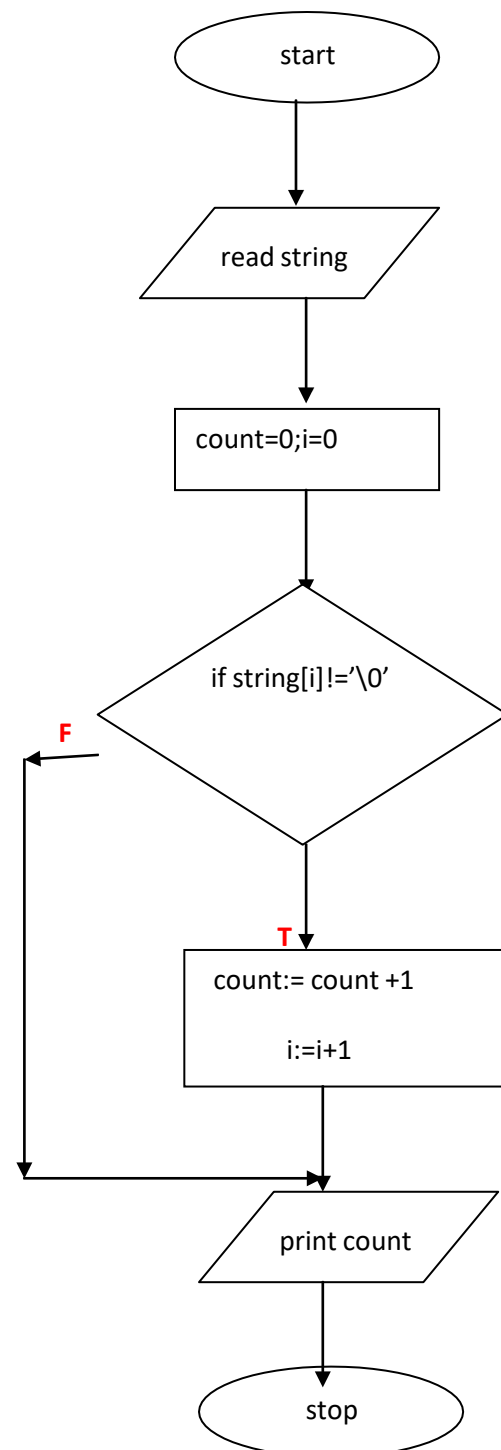 start
read string
count=0;i=0
if string[i]!=’\0’
F
T
count:= count +1
i:=i+1
print count
stop